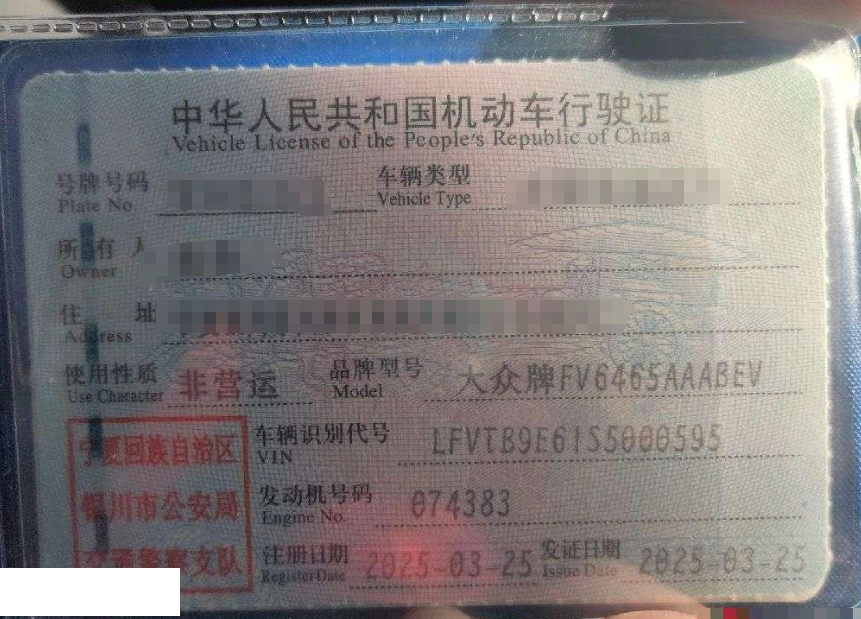 中华人民共和国机动车行驶证
Vehicle License of the People's Republic of China
号牌号码 车辆类型
Plate No. Vehicle Type
所有人
Owner
住 址
Address
使用性质 非营运 品牌型号 大众牌FV6465AAABEV
Use Character Model
宁夏回族自治区
银川市公安局
交通警察支队
车辆识别代号 LFVTB9E61S5000595
VIN
发动机号码 074383
Engine No.
注册日期 2025-03-25 发证日期 2025-03-25
Register Date Issue Date